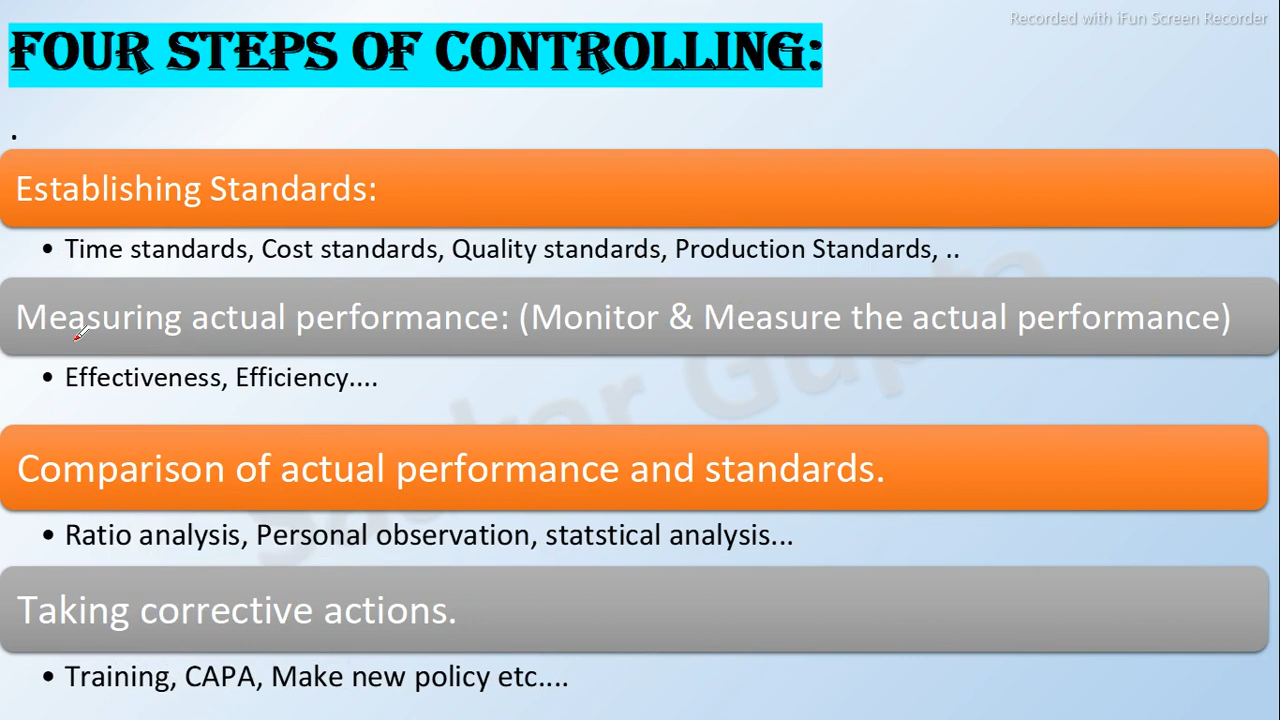 Recorded with iFun Screen Recorder
FOUR STEPS OF CONTROLLING:
.
Establishing Standards:
• Time standards, Cost standards, Quality standards, Production Standards, ..
Measuring actual performance: (Monitor & Measure the actual performance)
• Effectiveness, Efficiency....
Comparison of actual performance and standards.
• Ratio analysis, Personal observation, statstical analysis...
Taking corrective actions.
• Training, CAPA, Make new policy etc....
Gupta